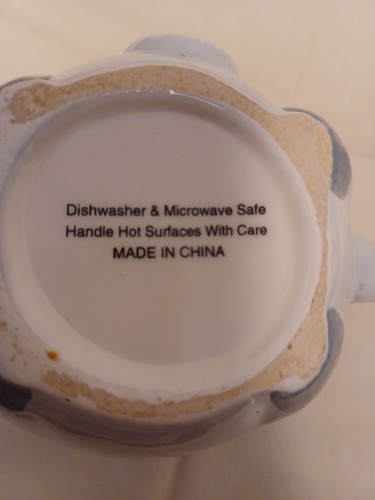 Dishwasher & Microwave Safe
Handle Hot Surfaces With Care
MADE IN CHINA